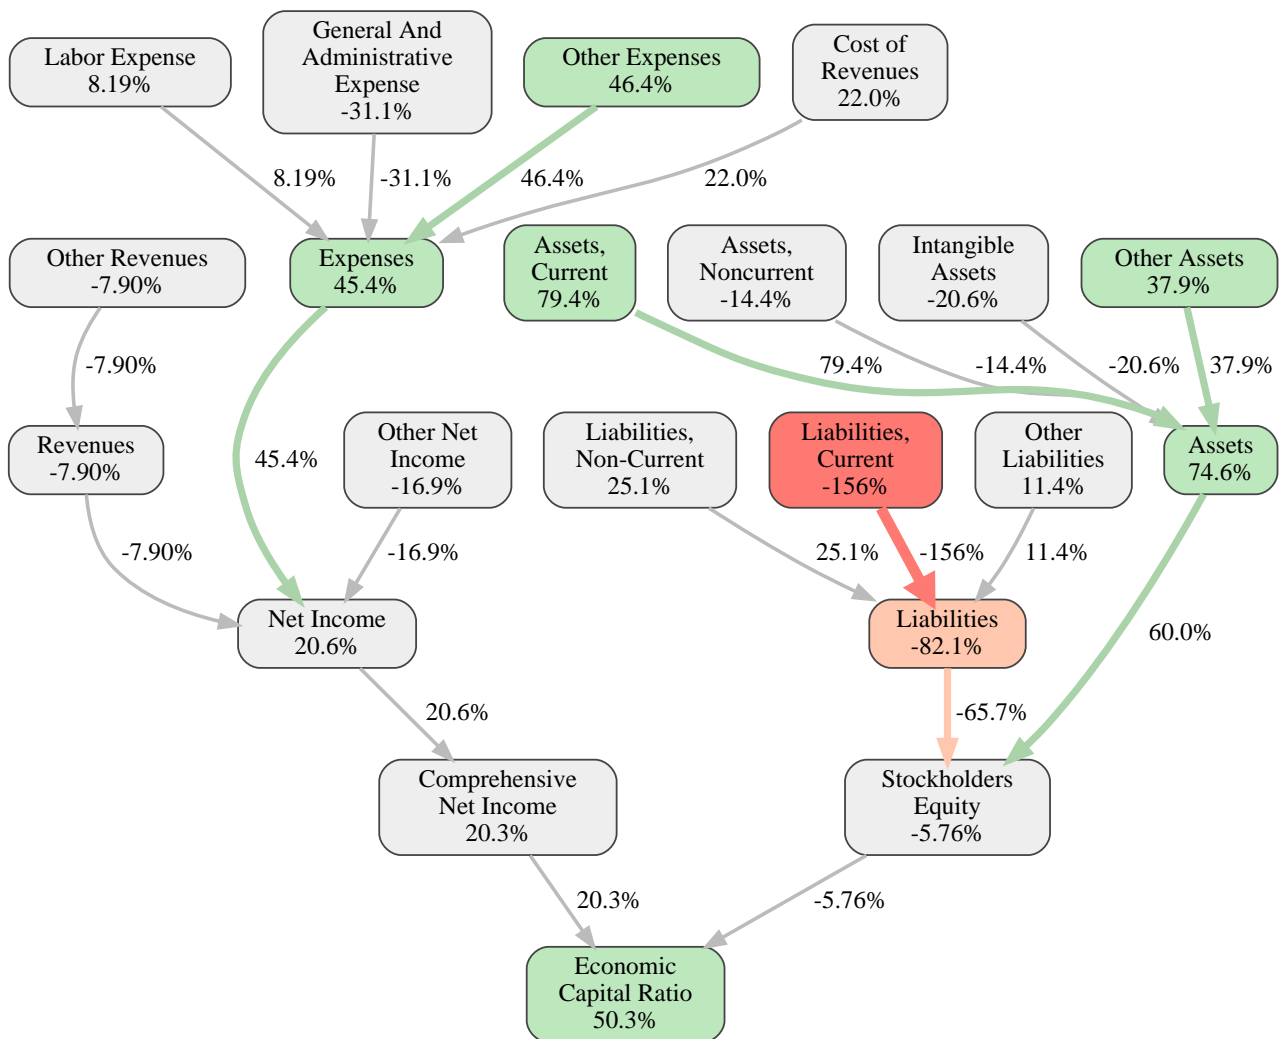 Labor Expense
8.19%
General And
Administrative
Expense
-31.1%
Other Expenses
46.4%
Cost of
Revenues
22.0%
8.19%
-31.1%
46.4%
22.0%
Other Revenues
-7.90%
Expenses
45.4%
Assets,
Current
79.4%
Assets,
Noncurrent
-14.4%
Intangible
Assets
-20.6%
Other Assets
37.9%
-7.90%
79.4%
-14.4%
-20.6%
37.9%
Revenues
-7.90%
45.4%
Other Net
Income
-16.9%
Liabilities,
Non-Current
25.1%
Liabilities,
Current
-156%
Other
Liabilities
11.4%
Assets
74.6%
-7.90%
-16.9%
25.1%
-156%
11.4%
Net Income
20.6%
Liabilities
-82.1%
60.0%
20.6%
-65.7%
Comprehensive
Net Income
20.3%
Stockholders
Equity
-5.76%
20.3%
-5.76%
Economic
Capital Ratio
50.3%